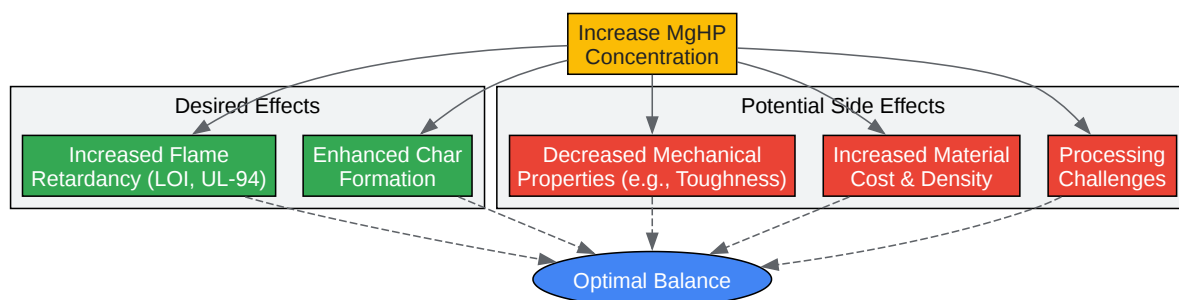 Increase MgHP
Concentration
Desired Effects
Potential Side Effects
Increased Flame
Retardancy (LOI, UL-94)
Enhanced Char
Formation
Decreased Mechanical
Properties (e.g., Toughness)
Increased Material
Cost & Density
Processing
Challenges
Optimal Balance